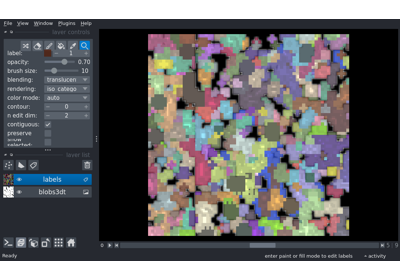 File View Window Plugins Help
layer controls
label: 1
opacity: 0.70
brush size: 10
blending: translucen
rendering: iso_catego
color mode: auto
contour: 0
n edit dim: 2
contiguous:
preserve
show
selected:
layer list
labels
blobs3dt
Ready
enter paint or fill mode to edit labels
activity